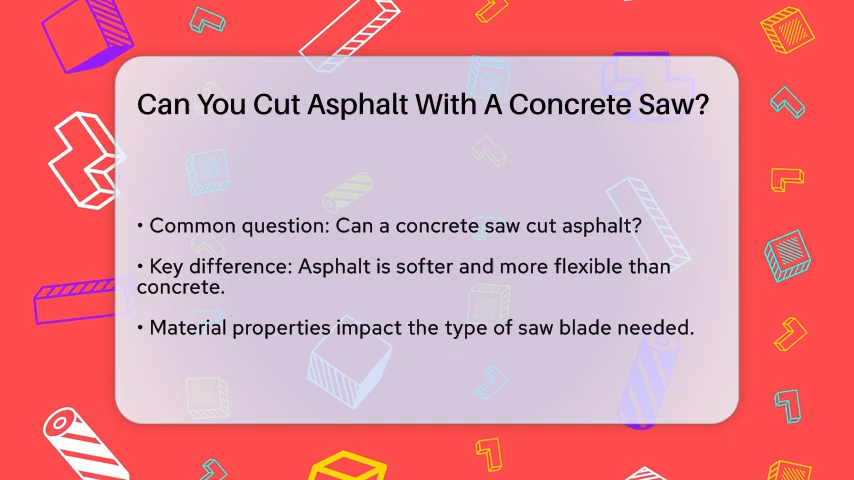 Can You Cut Asphalt With A Concrete Saw?
• Common question: Can a concrete saw cut asphalt?
• Key difference: Asphalt is softer and more flexible than
concrete.
• Material properties impact the type of saw blade needed.